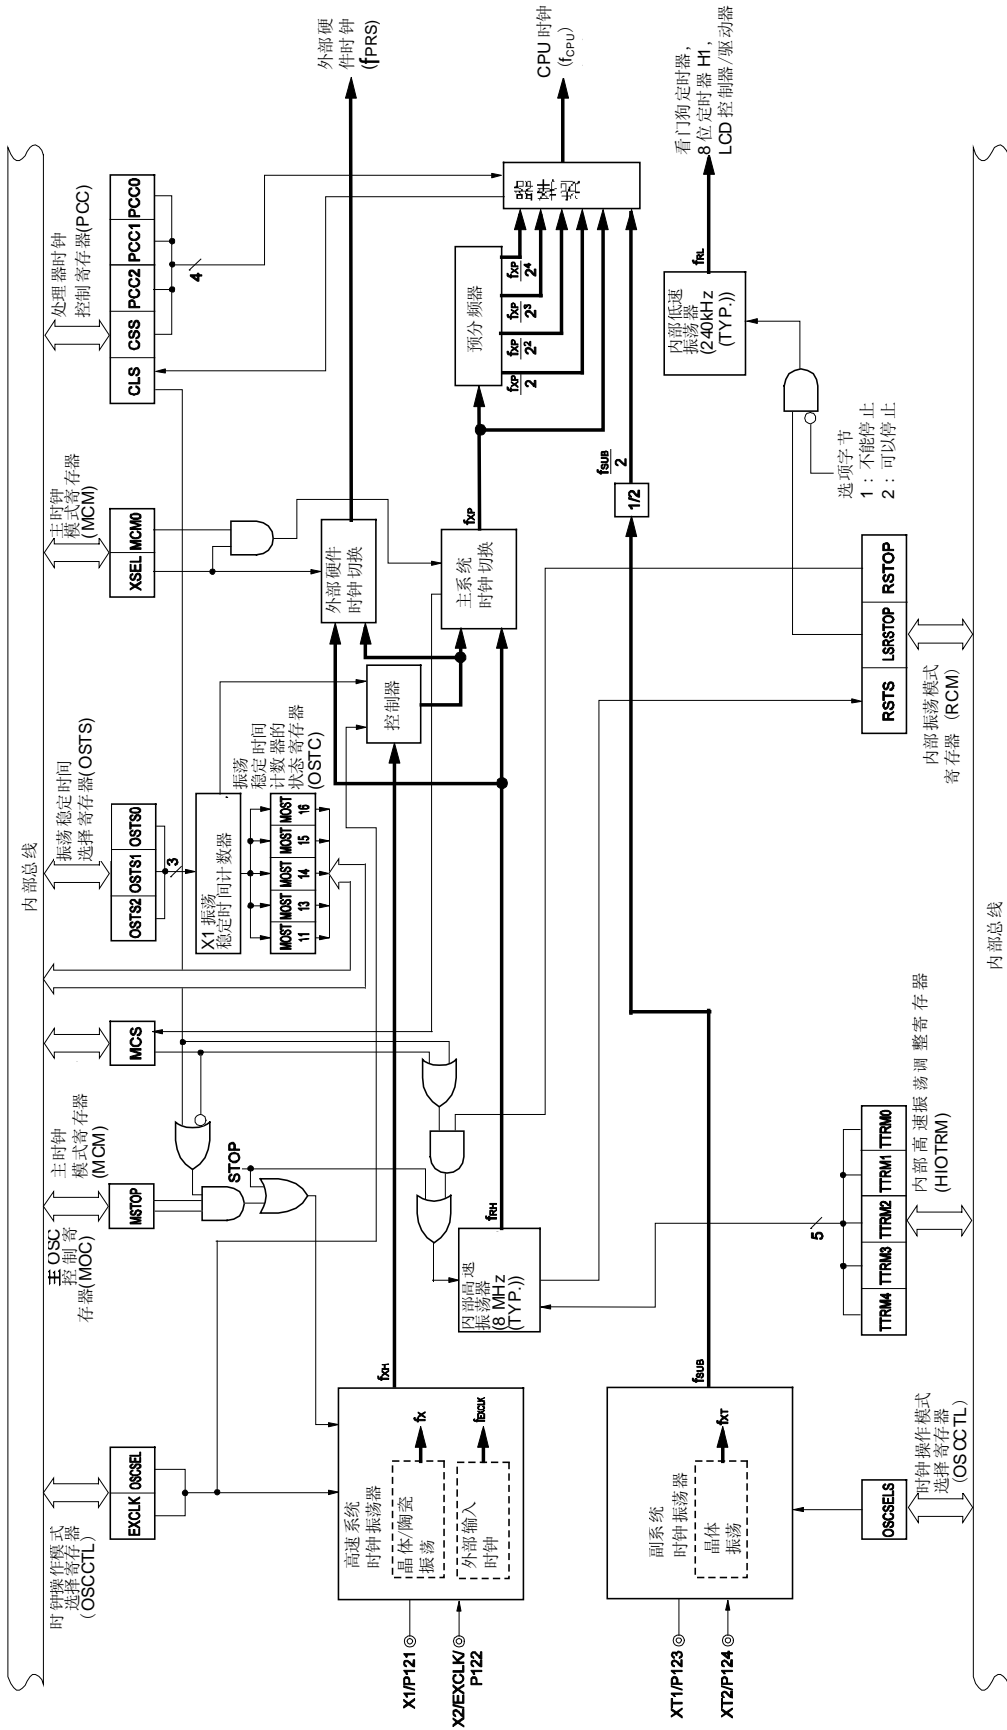 内部总线
时钟操作模式
选择寄存器
(OSCCTL)
EXCLK OSCSEL
主OSC
控制寄
存器(MOC)
主时钟
模式寄存器
(MCM)
MSTOP
MCS
振荡稳定时间
选择寄存器(OSTS)
OSTS2 OSTS1 OSTS0
3
X1振荡
稳定时间计数器
振荡
稳定时间
计数器的
状态寄存器
(OSTC)
MOST 11
MOST 13
MOST 14
MOST 15
MOST 16
主时钟
模式寄存器
(MCM)
XSEL MCM0
处理器时钟
控制寄存器(PCC)
CLS CSS PCC2 PCC1 PCC0
4
STOP
外部硬
件时钟
(fPRS)
外部硬件
时钟切换
控制器
主系统
时钟切换
fXP
预分频器
fXP
2
fXP
2²
fXP
2³
fXP
2⁴
选择器
CPU时钟
(fCPU)
X1/P121
X2/EXCLK/
P122
高速系统
时钟振荡器
晶体/陶瓷
振荡
fX
外部输入
时钟
fEXCLK
fXH
内部高速
振荡器
(8 MHz
(TYP.))
fRH
XT1/P123
XT2/P124
副系统
时钟振荡器
晶体
振荡
fXT
fSUB
1/2
fSUB
2
内部低速
振荡器
(240kHz
(TYP.))
fRL
看门狗定时器,
8位定时器 H1,
LCD控制器/驱动器
选项字节
1：不能停止
2：可以停止
OSCSELS
时钟操作模式
选择寄存器
(OSCCTL)
5
TTRM4 TTRM3 TTRM2 TTRM1 TTRM0
内部高速振荡调整寄存器
(HIOTRM)
RSTS LSRSTOP RSTOP
内部振荡模式
寄存器 (RCM)
内部总线